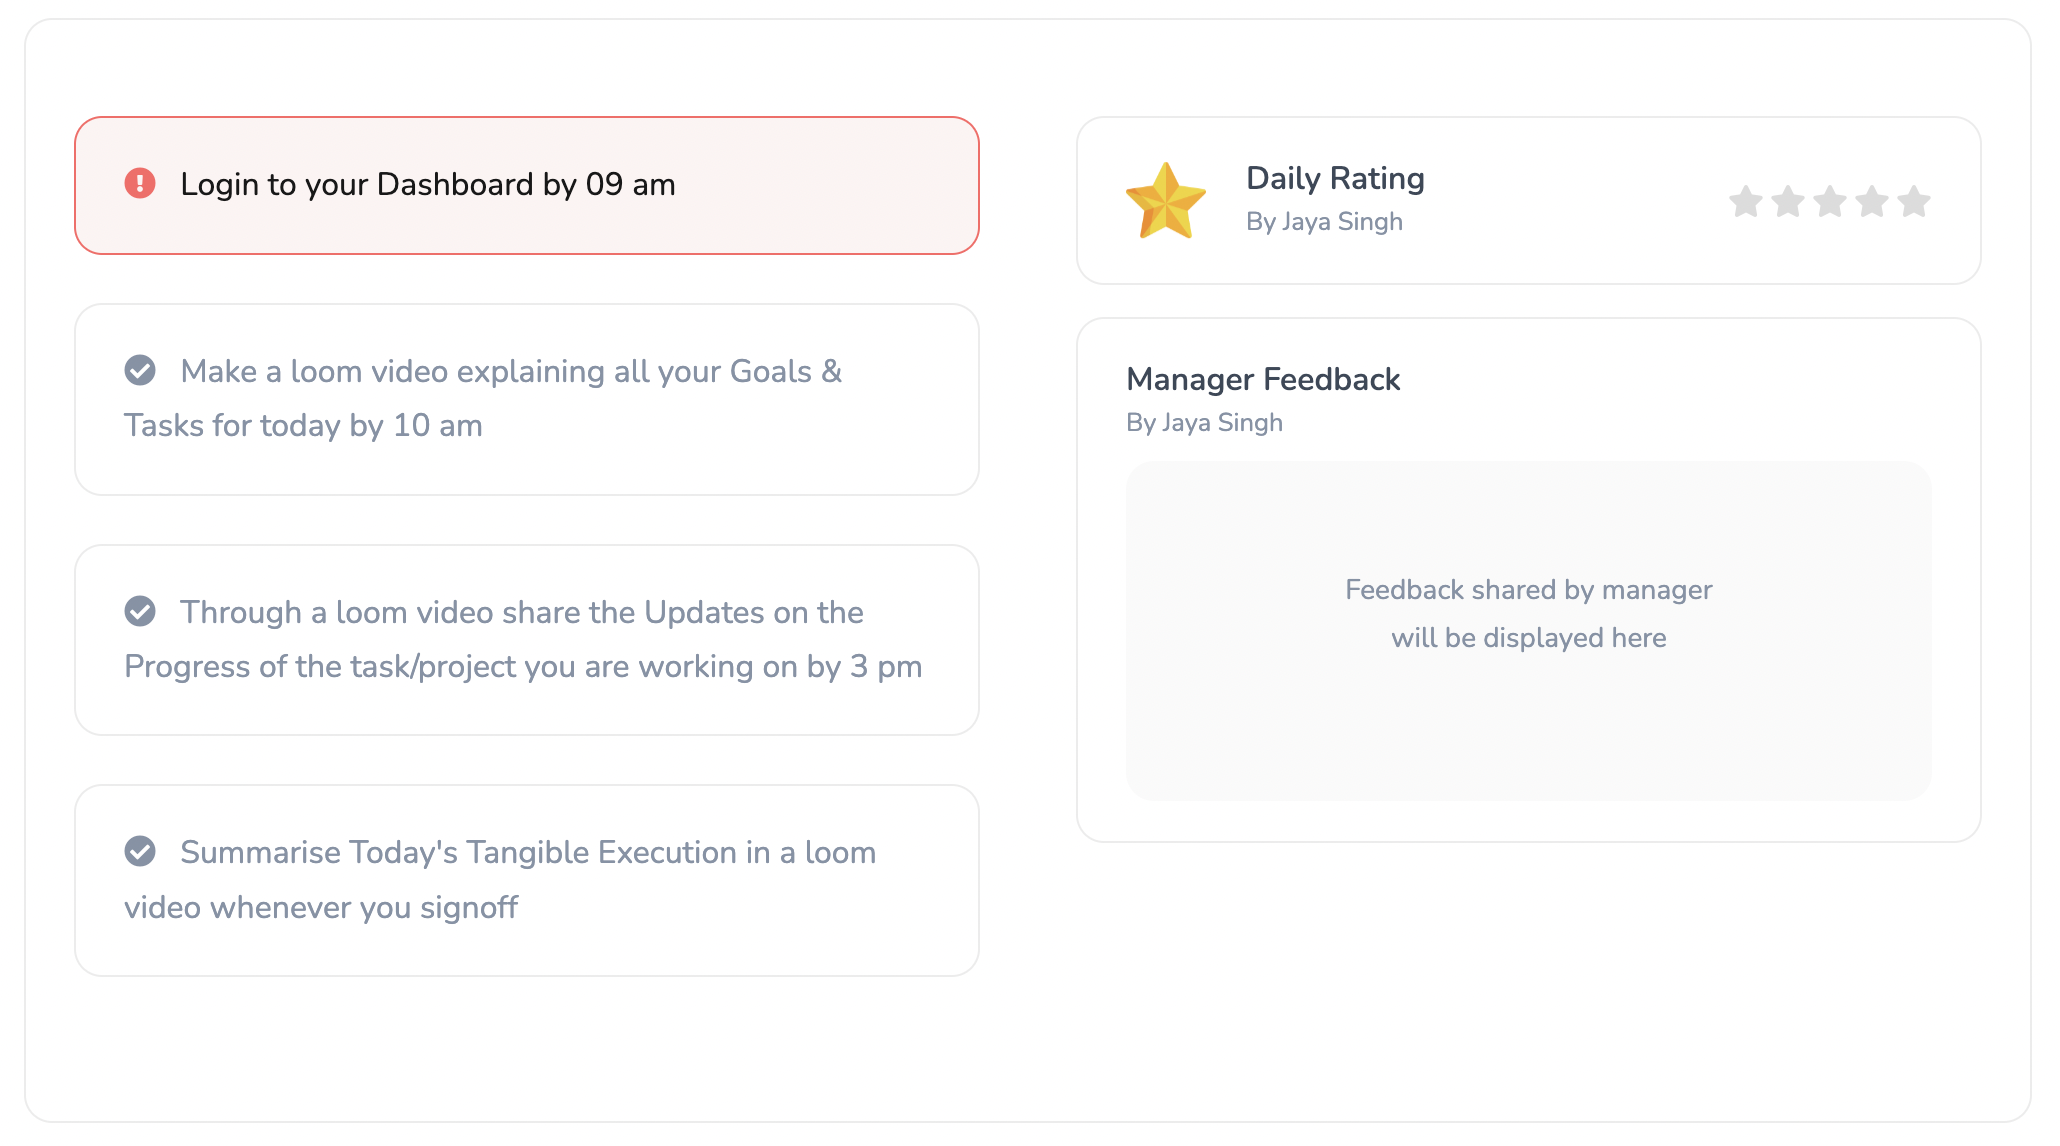 Login to your Dashboard by 09 am
Make a loom video explaining all your Goals &
Tasks for today by 10 am
Through a loom video share the Updates on the
Progress of the task/project you are working on by 3 pm
Summarise Today's Tangible Execution in a loom
video whenever you signoff
Daily Rating
By Jaya Singh
Manager Feedback
By Jaya Singh
Feedback shared by manager
will be displayed here